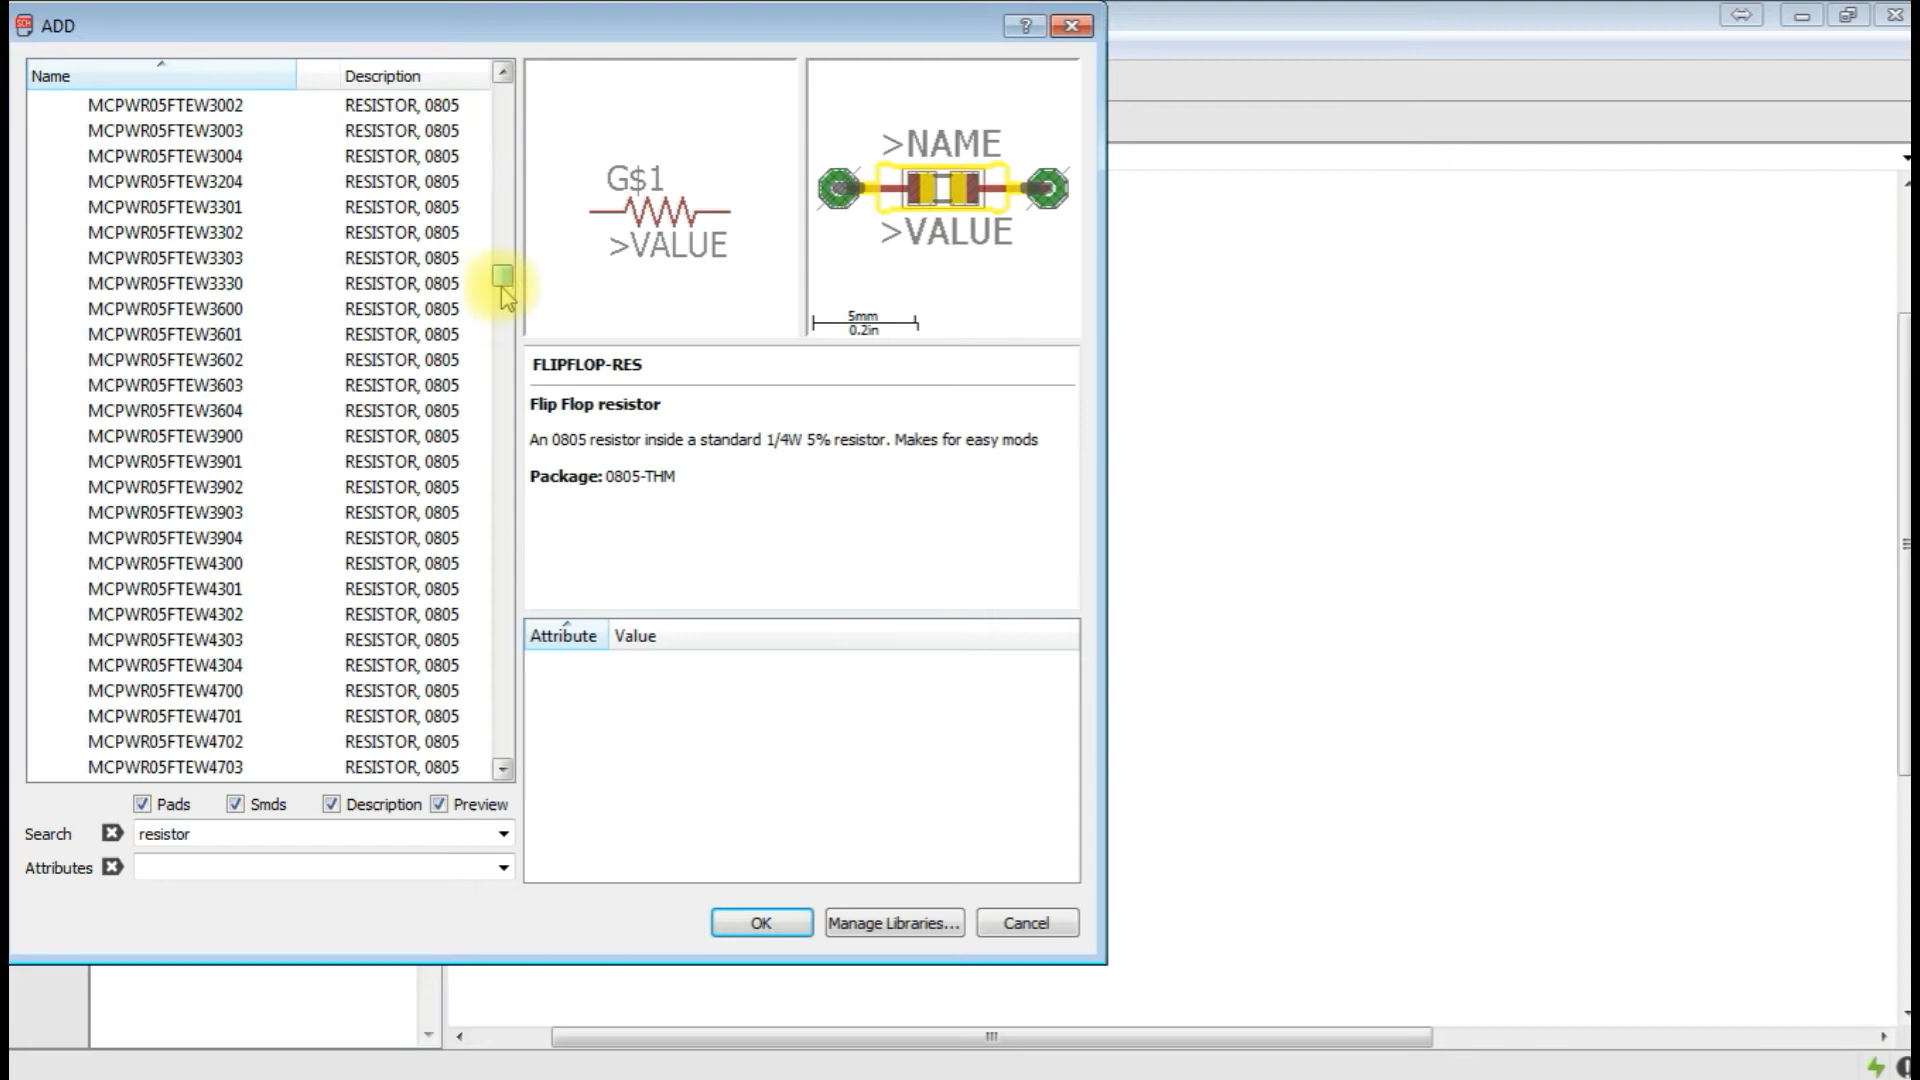 ADD
Name Description
MCPWR05FTEW3002 RESISTOR, 0805
MCPWR05FTEW3003 RESISTOR, 0805
MCPWR05FTEW3004 RESISTOR, 0805
MCPWR05FTEW3204 RESISTOR, 0805
MCPWR05FTEW3301 RESISTOR, 0805
MCPWR05FTEW3302 RESISTOR, 0805
MCPWR05FTEW3303 RESISTOR, 0805
MCPWR05FTEW3330 RESISTOR, 0805
MCPWR05FTEW3600 RESISTOR, 0805
MCPWR05FTEW3601 RESISTOR, 0805
MCPWR05FTEW3602 RESISTOR, 0805
MCPWR05FTEW3603 RESISTOR, 0805
MCPWR05FTEW3604 RESISTOR, 0805
MCPWR05FTEW3900 RESISTOR, 0805
MCPWR05FTEW3901 RESISTOR, 0805
MCPWR05FTEW3902 RESISTOR, 0805
MCPWR05FTEW3903 RESISTOR, 0805
MCPWR05FTEW3904 RESISTOR, 0805
MCPWR05FTEW4300 RESISTOR, 0805
MCPWR05FTEW4301 RESISTOR, 0805
MCPWR05FTEW4302 RESISTOR, 0805
MCPWR05FTEW4303 RESISTOR, 0805
MCPWR05FTEW4304 RESISTOR, 0805
MCPWR05FTEW4700 RESISTOR, 0805
MCPWR05FTEW4701 RESISTOR, 0805
MCPWR05FTEW4702 RESISTOR, 0805
MCPWR05FTEW4703 RESISTOR, 0805
Pads Smds Description Preview
Search resistor
Attributes
G$1
>VALUE
>NAME
>VALUE
5mm
0.2in
FLIPFLOP-RES
Flip Flop resistor
An 0805 resistor inside a standard 1/4W 5% resistor. Makes for easy mods
Package: 0805-THM
Attribute Value
OK Manage Libraries... Cancel